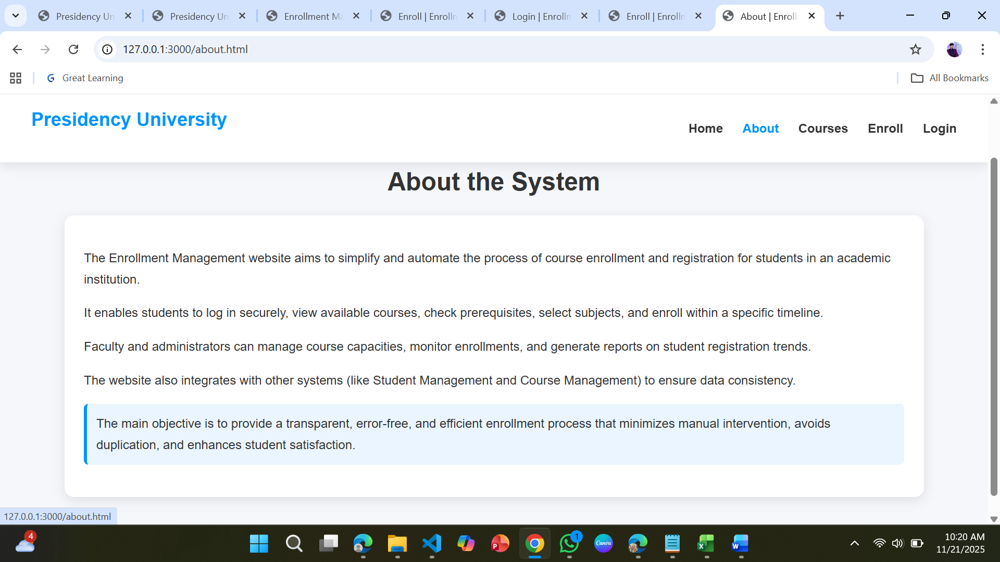 Presidency Un
Presidency Un
Enrollment Ma
Enroll | Enrolln
Login | Enrolln
Enroll | Enrolln
About | Enroll
127.0.0.1:3000/about.html
Great Learning
All Bookmarks
Presidency University
Home
About
Courses
Enroll
Login
About the System
The Enrollment Management website aims to simplify and automate the process of course enrollment and registration for students in an academic
institution.
It enables students to log in securely, view available courses, check prerequisites, select subjects, and enroll within a specific timeline.
Faculty and administrators can manage course capacities, monitor enrollments, and generate reports on student registration trends.
The website also integrates with other systems (like Student Management and Course Management) to ensure data consistency.
The main objective is to provide a transparent, error-free, and efficient enrollment process that minimizes manual intervention, avoids
duplication, and enhances student satisfaction.
127.0.0.1:3000/about.html
4
1
Canva
10:20 AM
11/21/2025